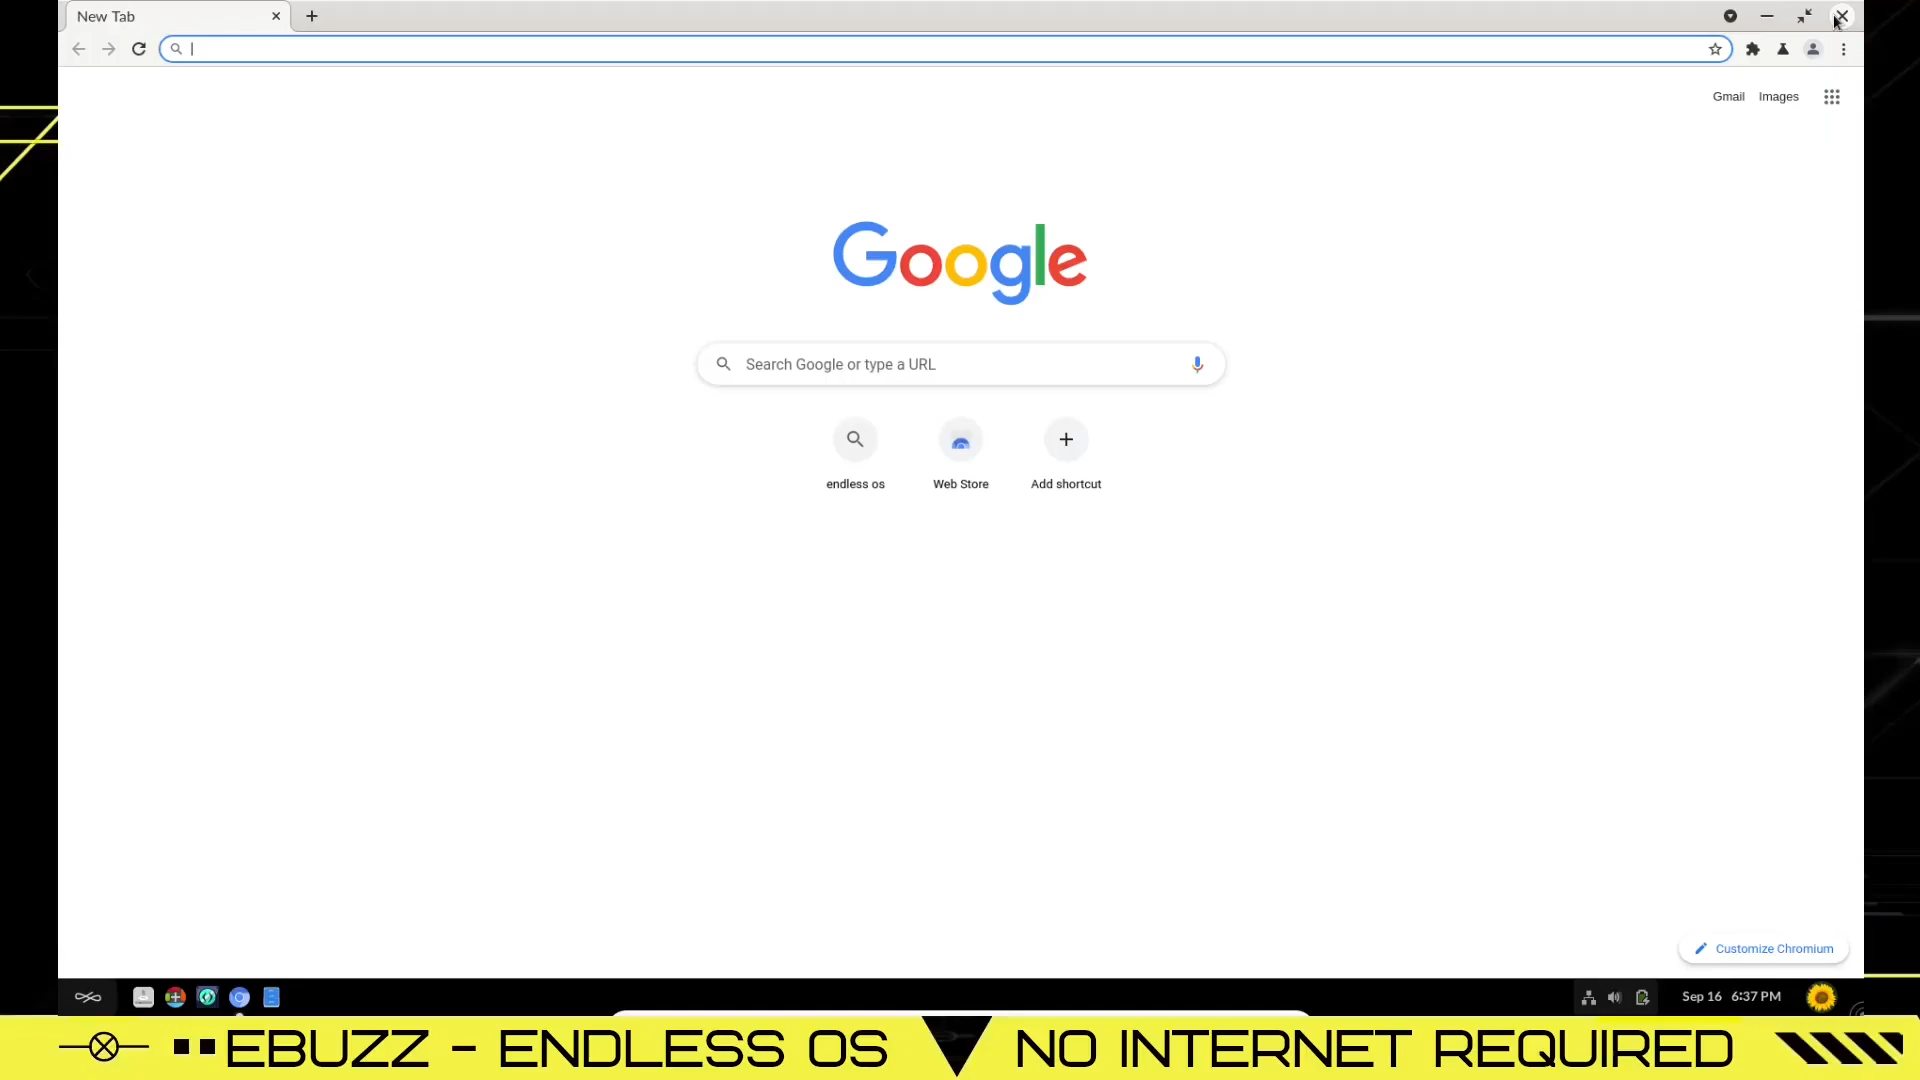 New Tab
Gmail Images
Google
Search Google or type a URL
endless os
Web Store
Add shortcut
Customize Chromium
Sep 16 6:37 PM
EBUZZ - ENDLESS OS
NO INTERNET REQUIRED